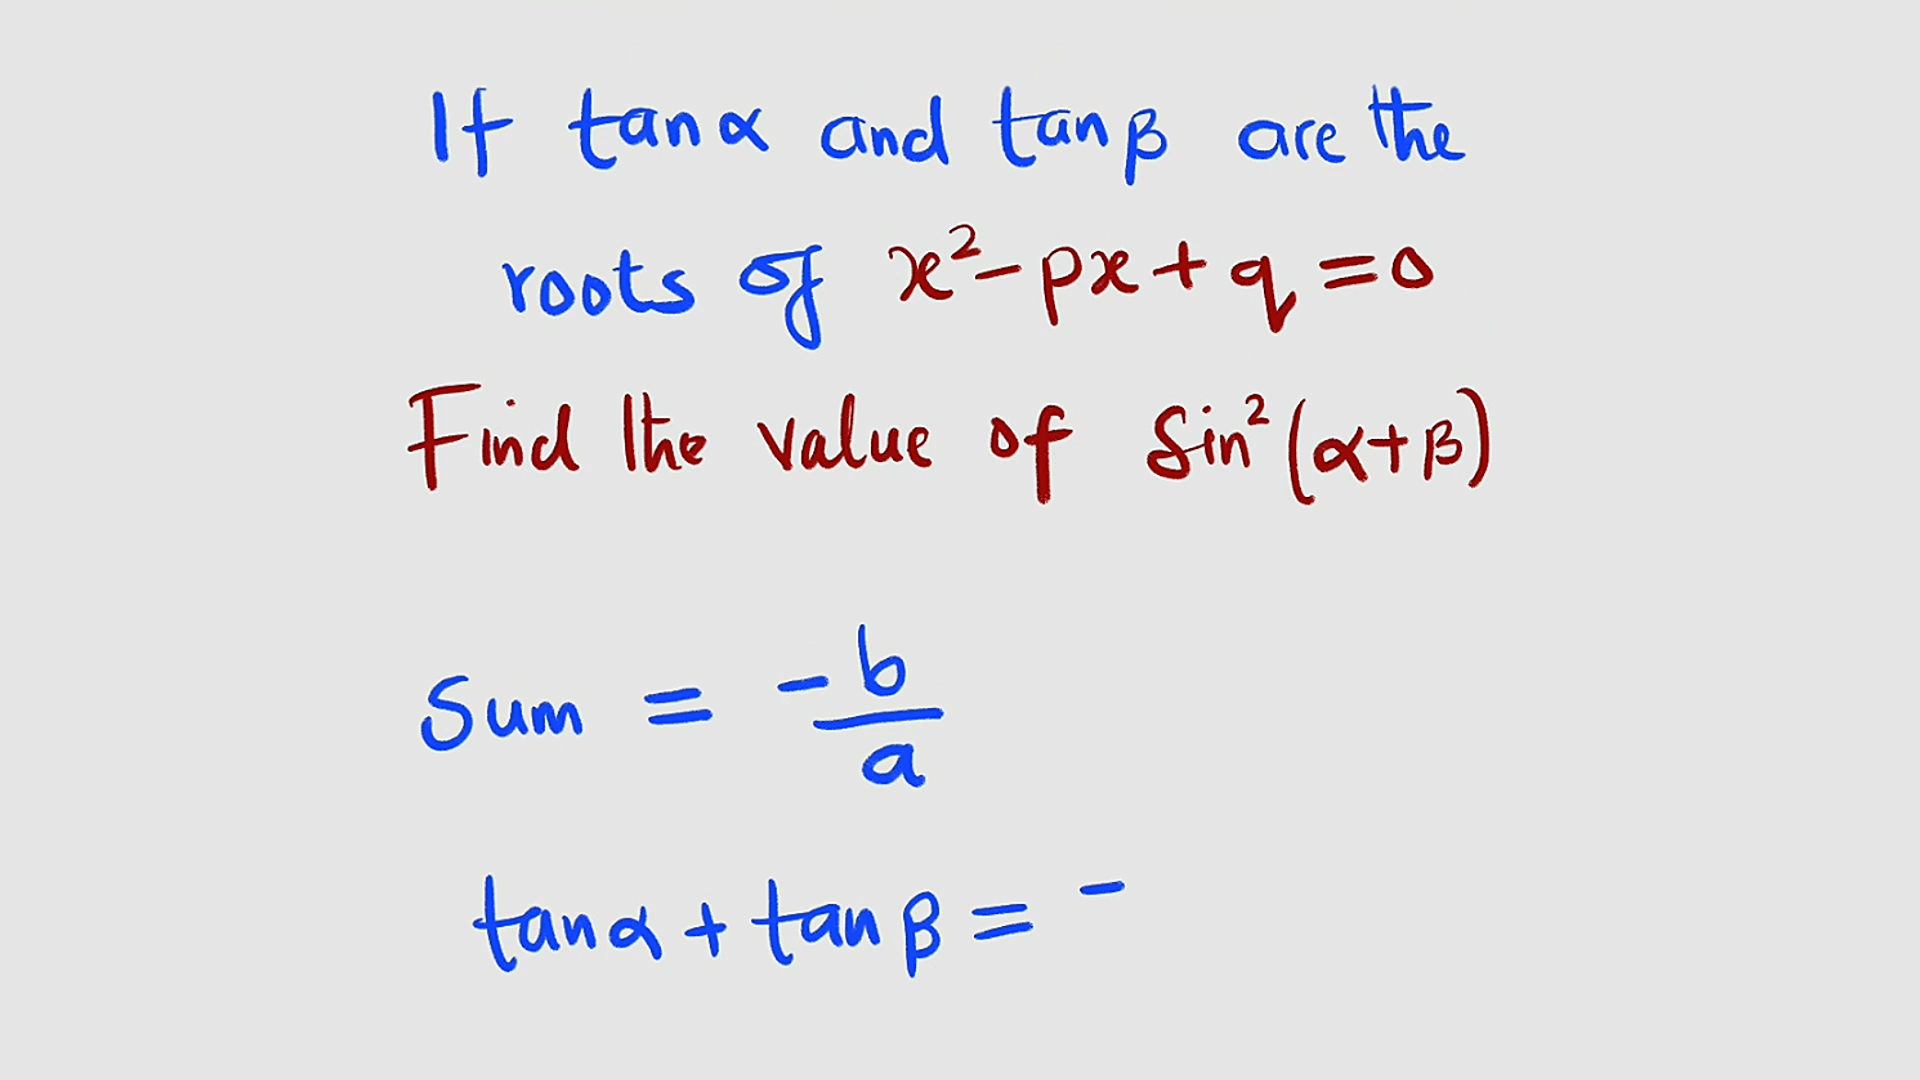 If tanα and tanβ are the
roots of x²-px+q=0
Find the value of Sin²(α+β)
Sum = -b/a
tanα + tanβ = -